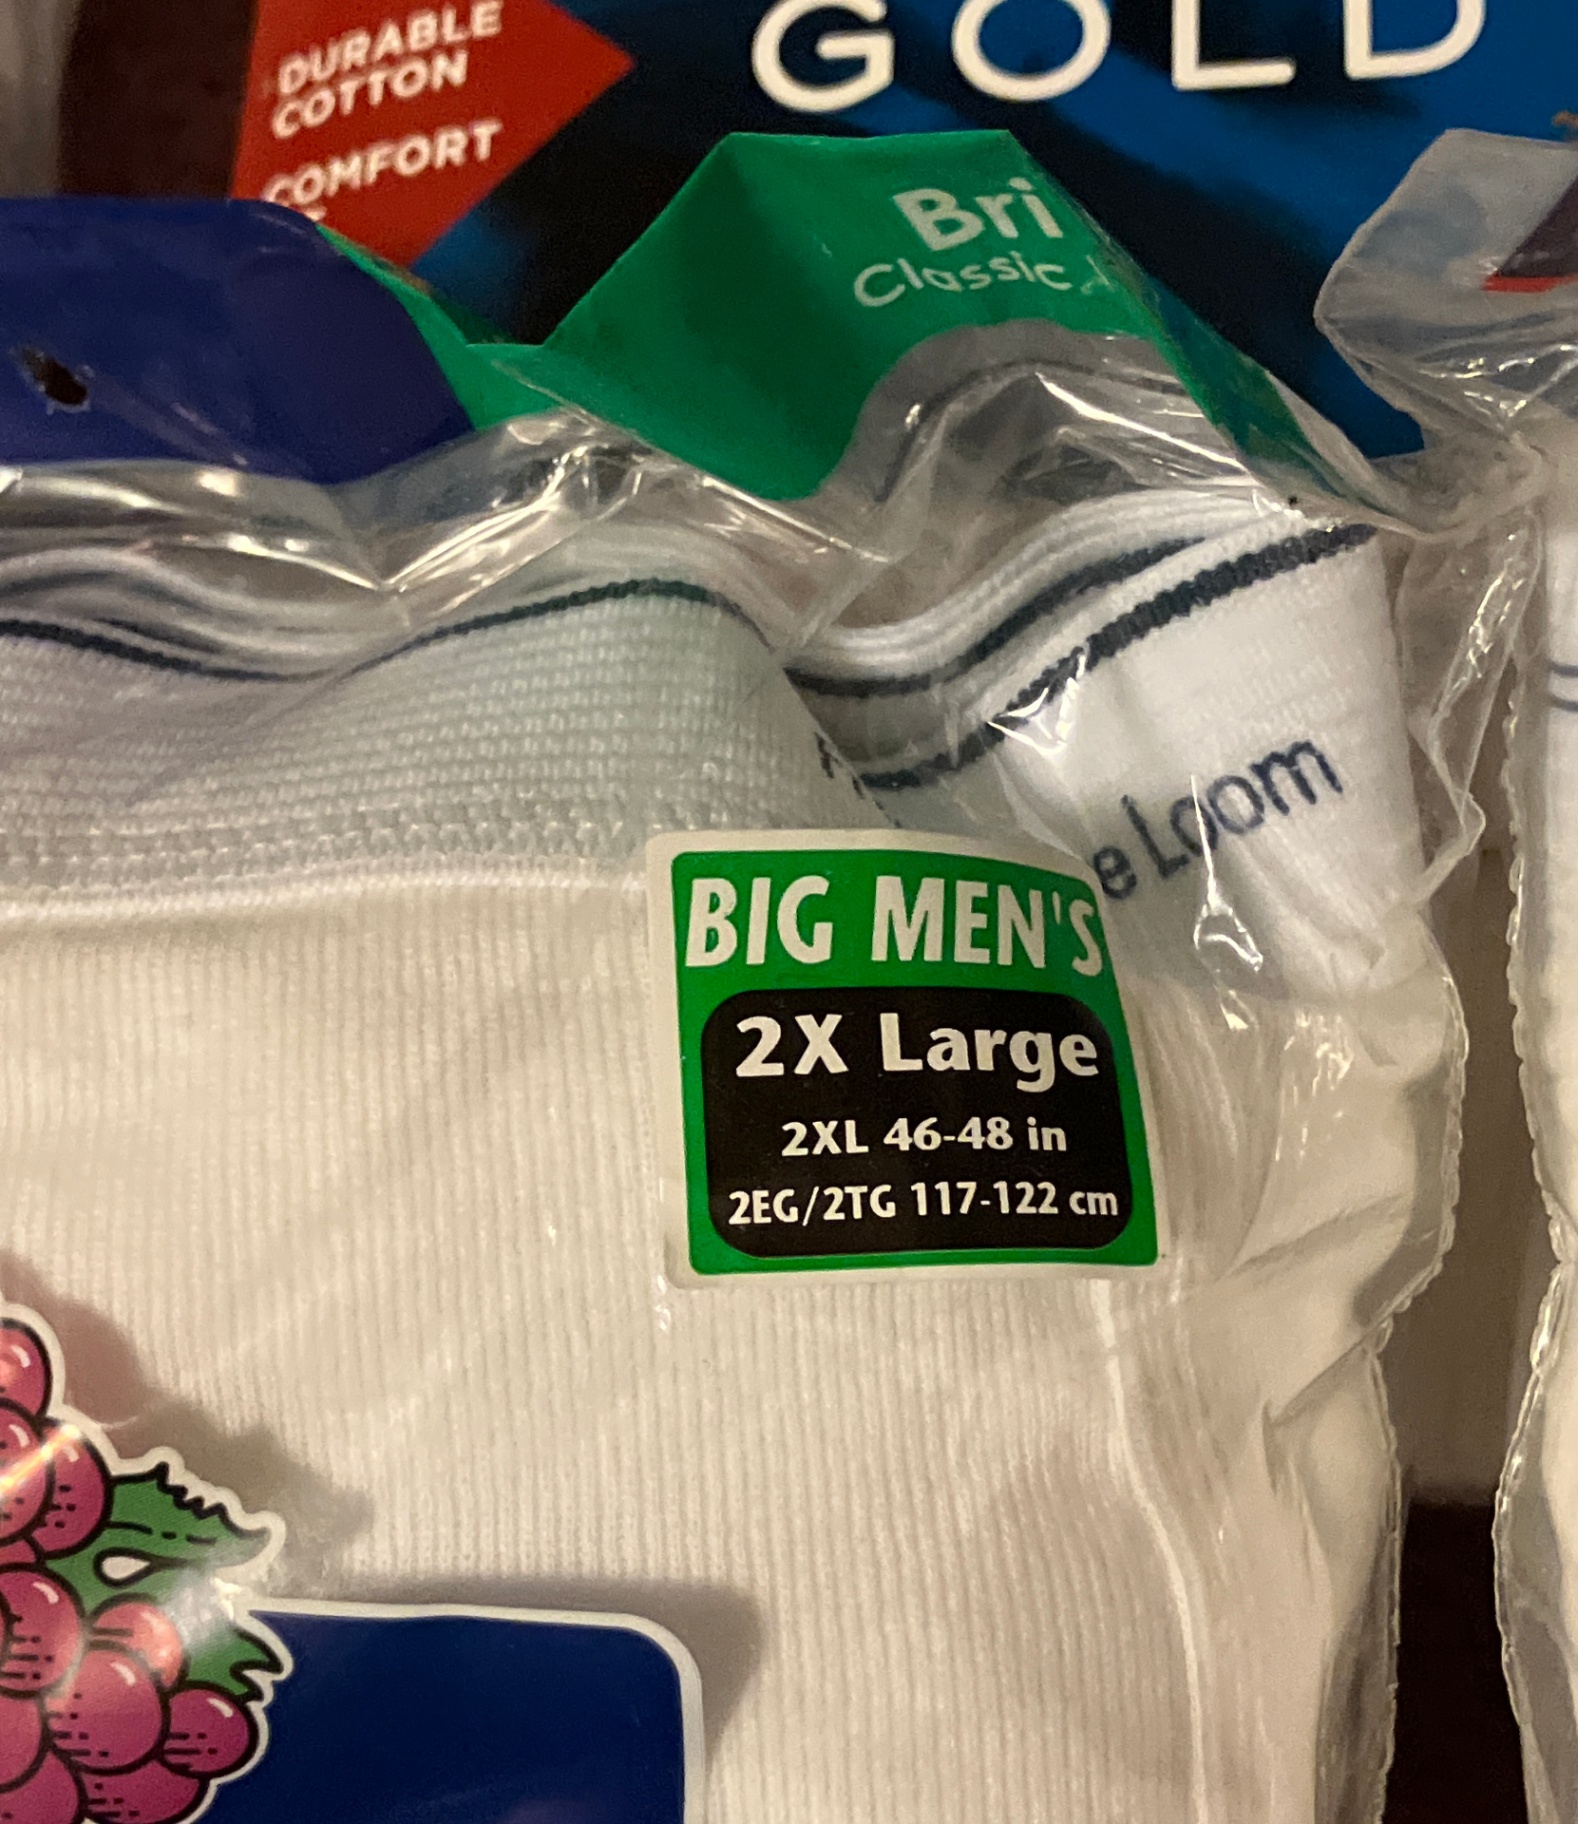 DURABLE
COTTON
COMFORT
GOLD
Bri
Classic
e Loom
BIG MEN'S
2X Large
2XL 46-48 in
2EG/2TG 117-122 cm